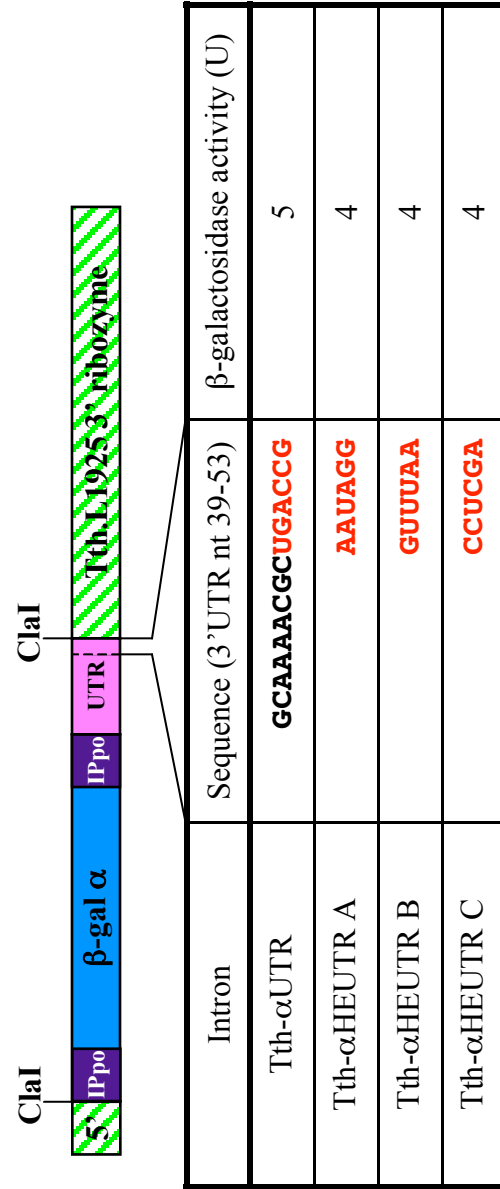 ClaI ClaI
5' IPpo β-gal α IPpo UTR Tth.L1925 3' ribozyme
Intron Sequence (3'UTR nt 39-53) β-galactosidase activity (U)
Tth-αUTR GCAAAACGCUGACCG 5
Tth-αHEUTR A AAUAGG 4
Tth-αHEUTR B GUUUAA 4
Tth-αHEUTR C CCUCGA 4